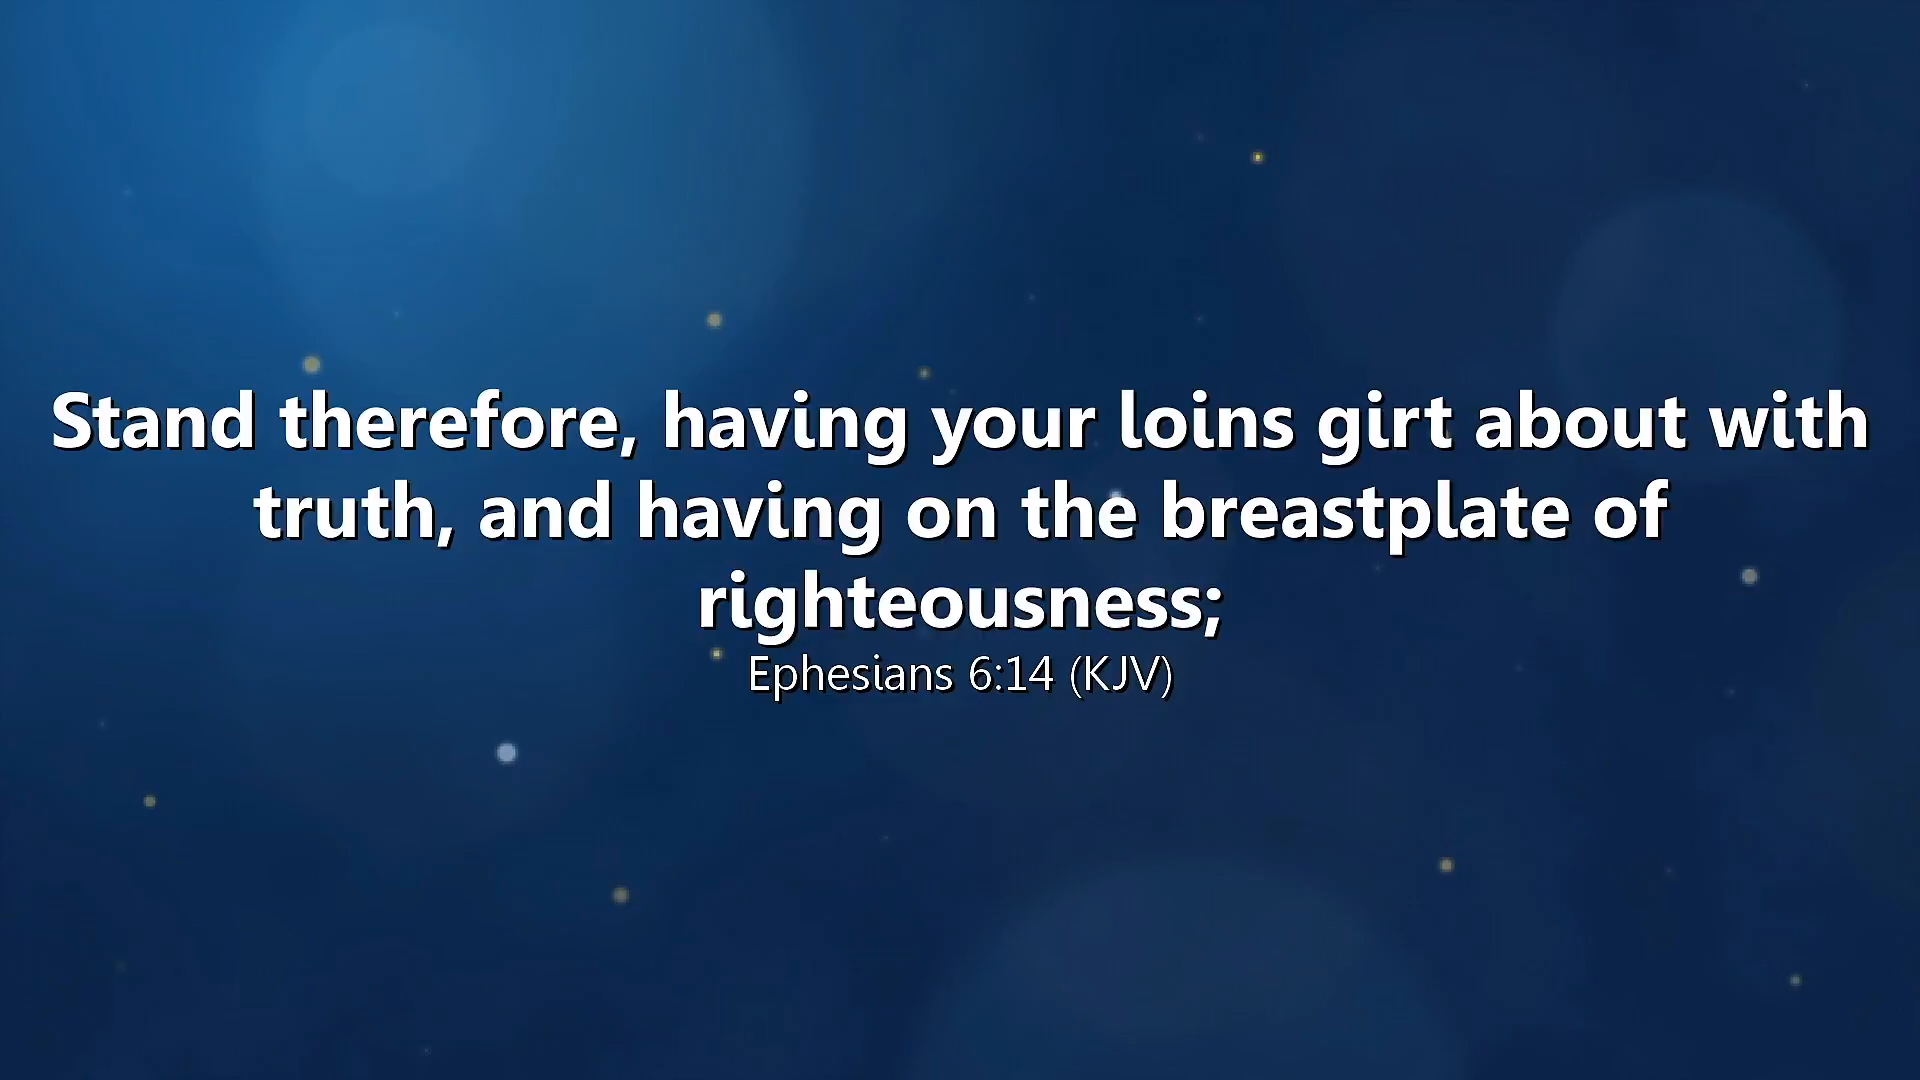 Stand therefore, having your loins girt about with
truth, and having on the breastplate of
righteousness;
Ephesians 6:14 (KJV)